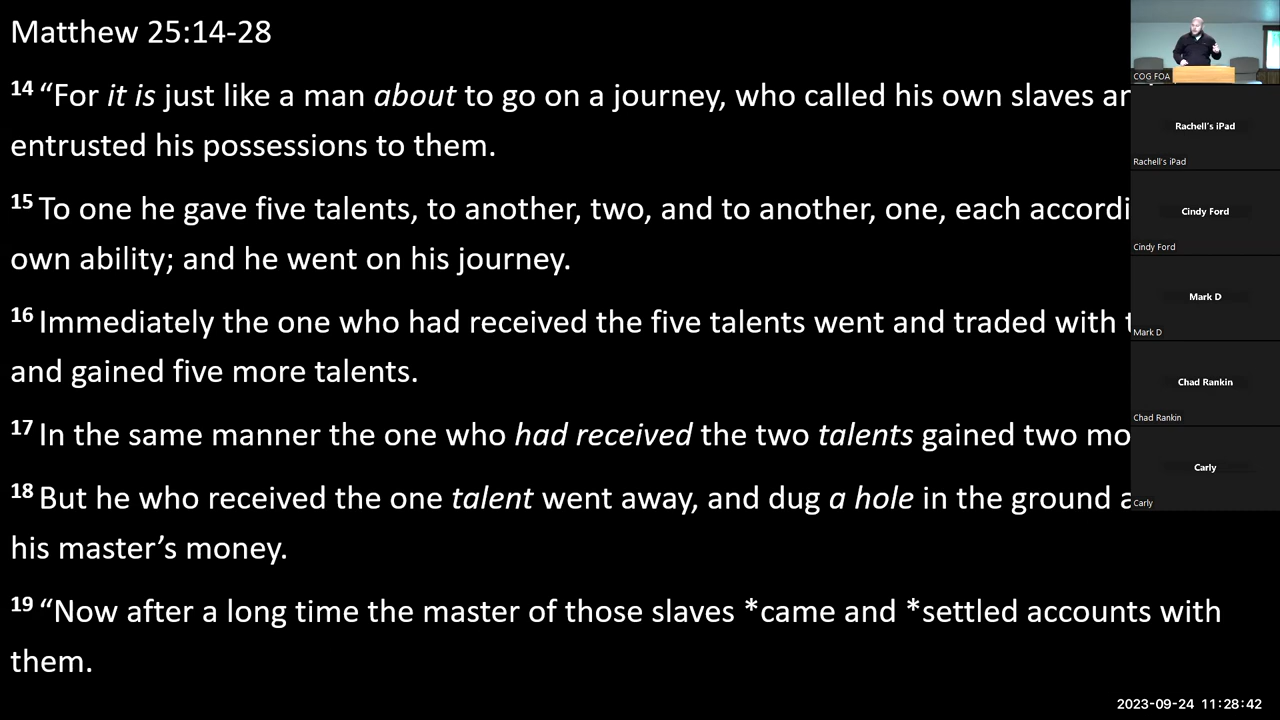 Matthew 25:14-28
14 “For it is just like a man about to go on a journey, who called his own slaves
entrusted his possessions to them.
15 To one he gave five talents, to another, two, and to another, one, each
own ability; and he went on his journey.
16 Immediately the one who had received the five talents went and traded with
and gained five more talents.
17 In the same manner the one who had received the two talents gained two
18 But he who received the one talent went away, and dug a hole in the ground
his master’s money.
19 “Now after a long time the master of those slaves *came and *settled accounts with
them.
COG FOA
Rachell's iPad
Rachell's iPad
Cindy Ford
Cindy Ford
Mark D
Mark D
Chad Rankin
Chad Rankin
Carly
Carly
2023-09-24 11:28:42